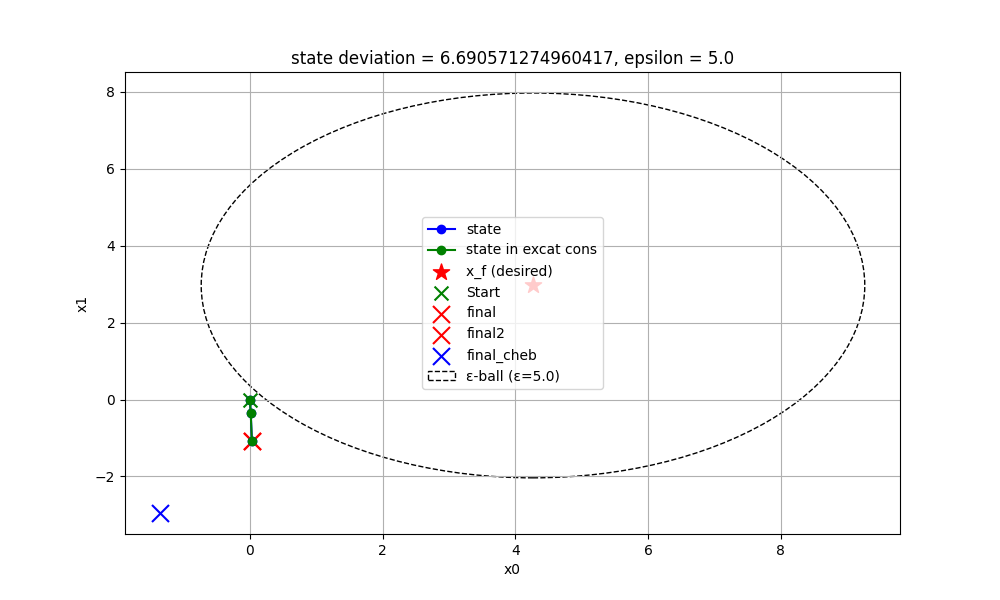 state deviation = 6.690571274960417, epsilon = 5.0
x1
8
6
4
2
0
−2
state
state in excat cons
x_f (desired)
Start
final
final2
final_cheb
ε-ball (ε=5.0)
0 2 4 6 8
x0